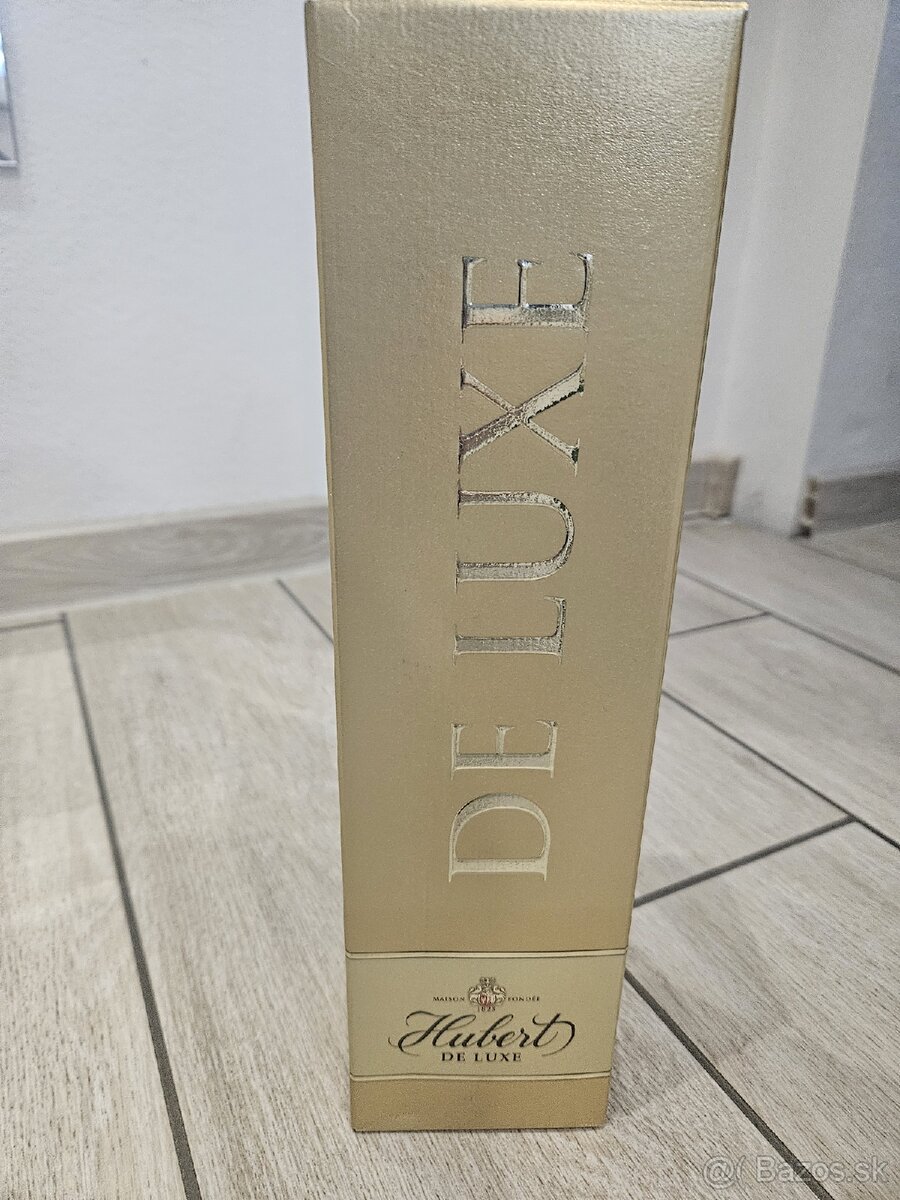 DE LUXE
MAISON FONDÉE
1825
Hubert
DE LUXE
@( Bazos.sk